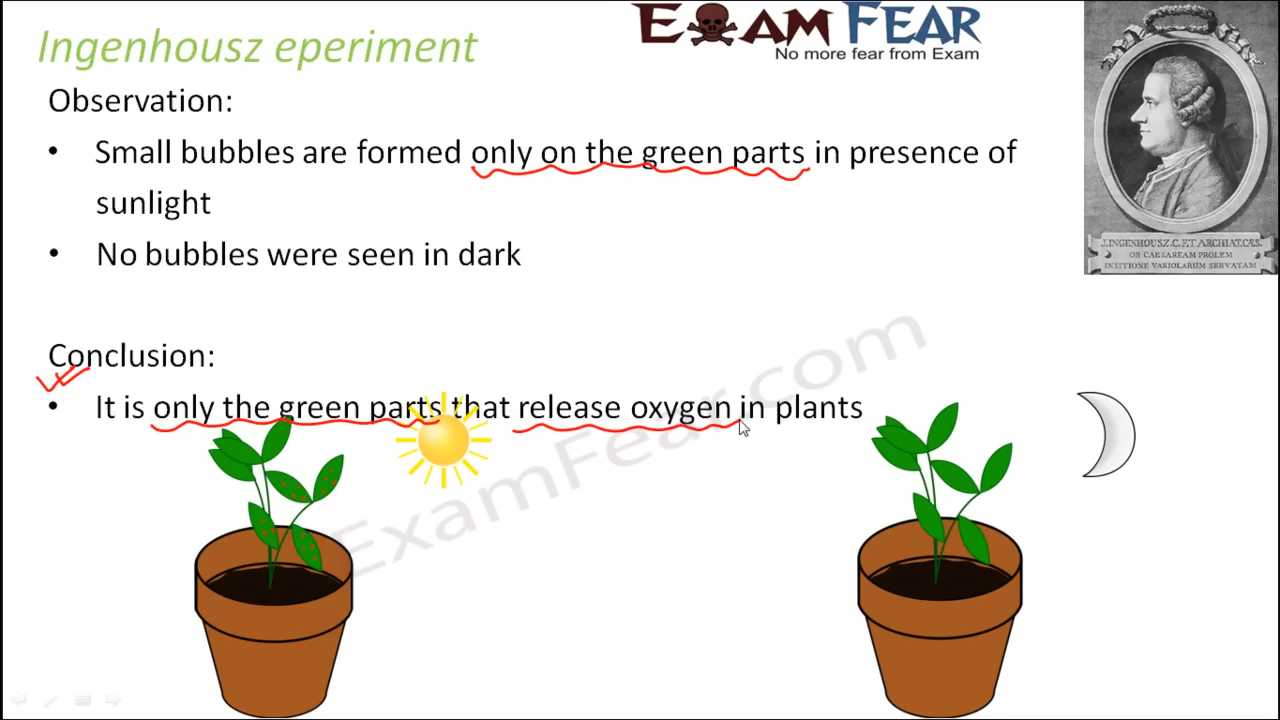 Ingenhousz eperiment
EXAM FEAR
No more fear from Exam
Observation:
• Small bubbles are formed only on the green parts in presence of
sunlight
• No bubbles were seen in dark
J.INGENHOUSZ.C.ET ARCHIAT.CÆS.
OB CAESAREAM PROLEM
INSITIONE VARIOLARUM SERVATAM
Conclusion:
• It is only the green parts that release oxygen in plants
ExamFear.com